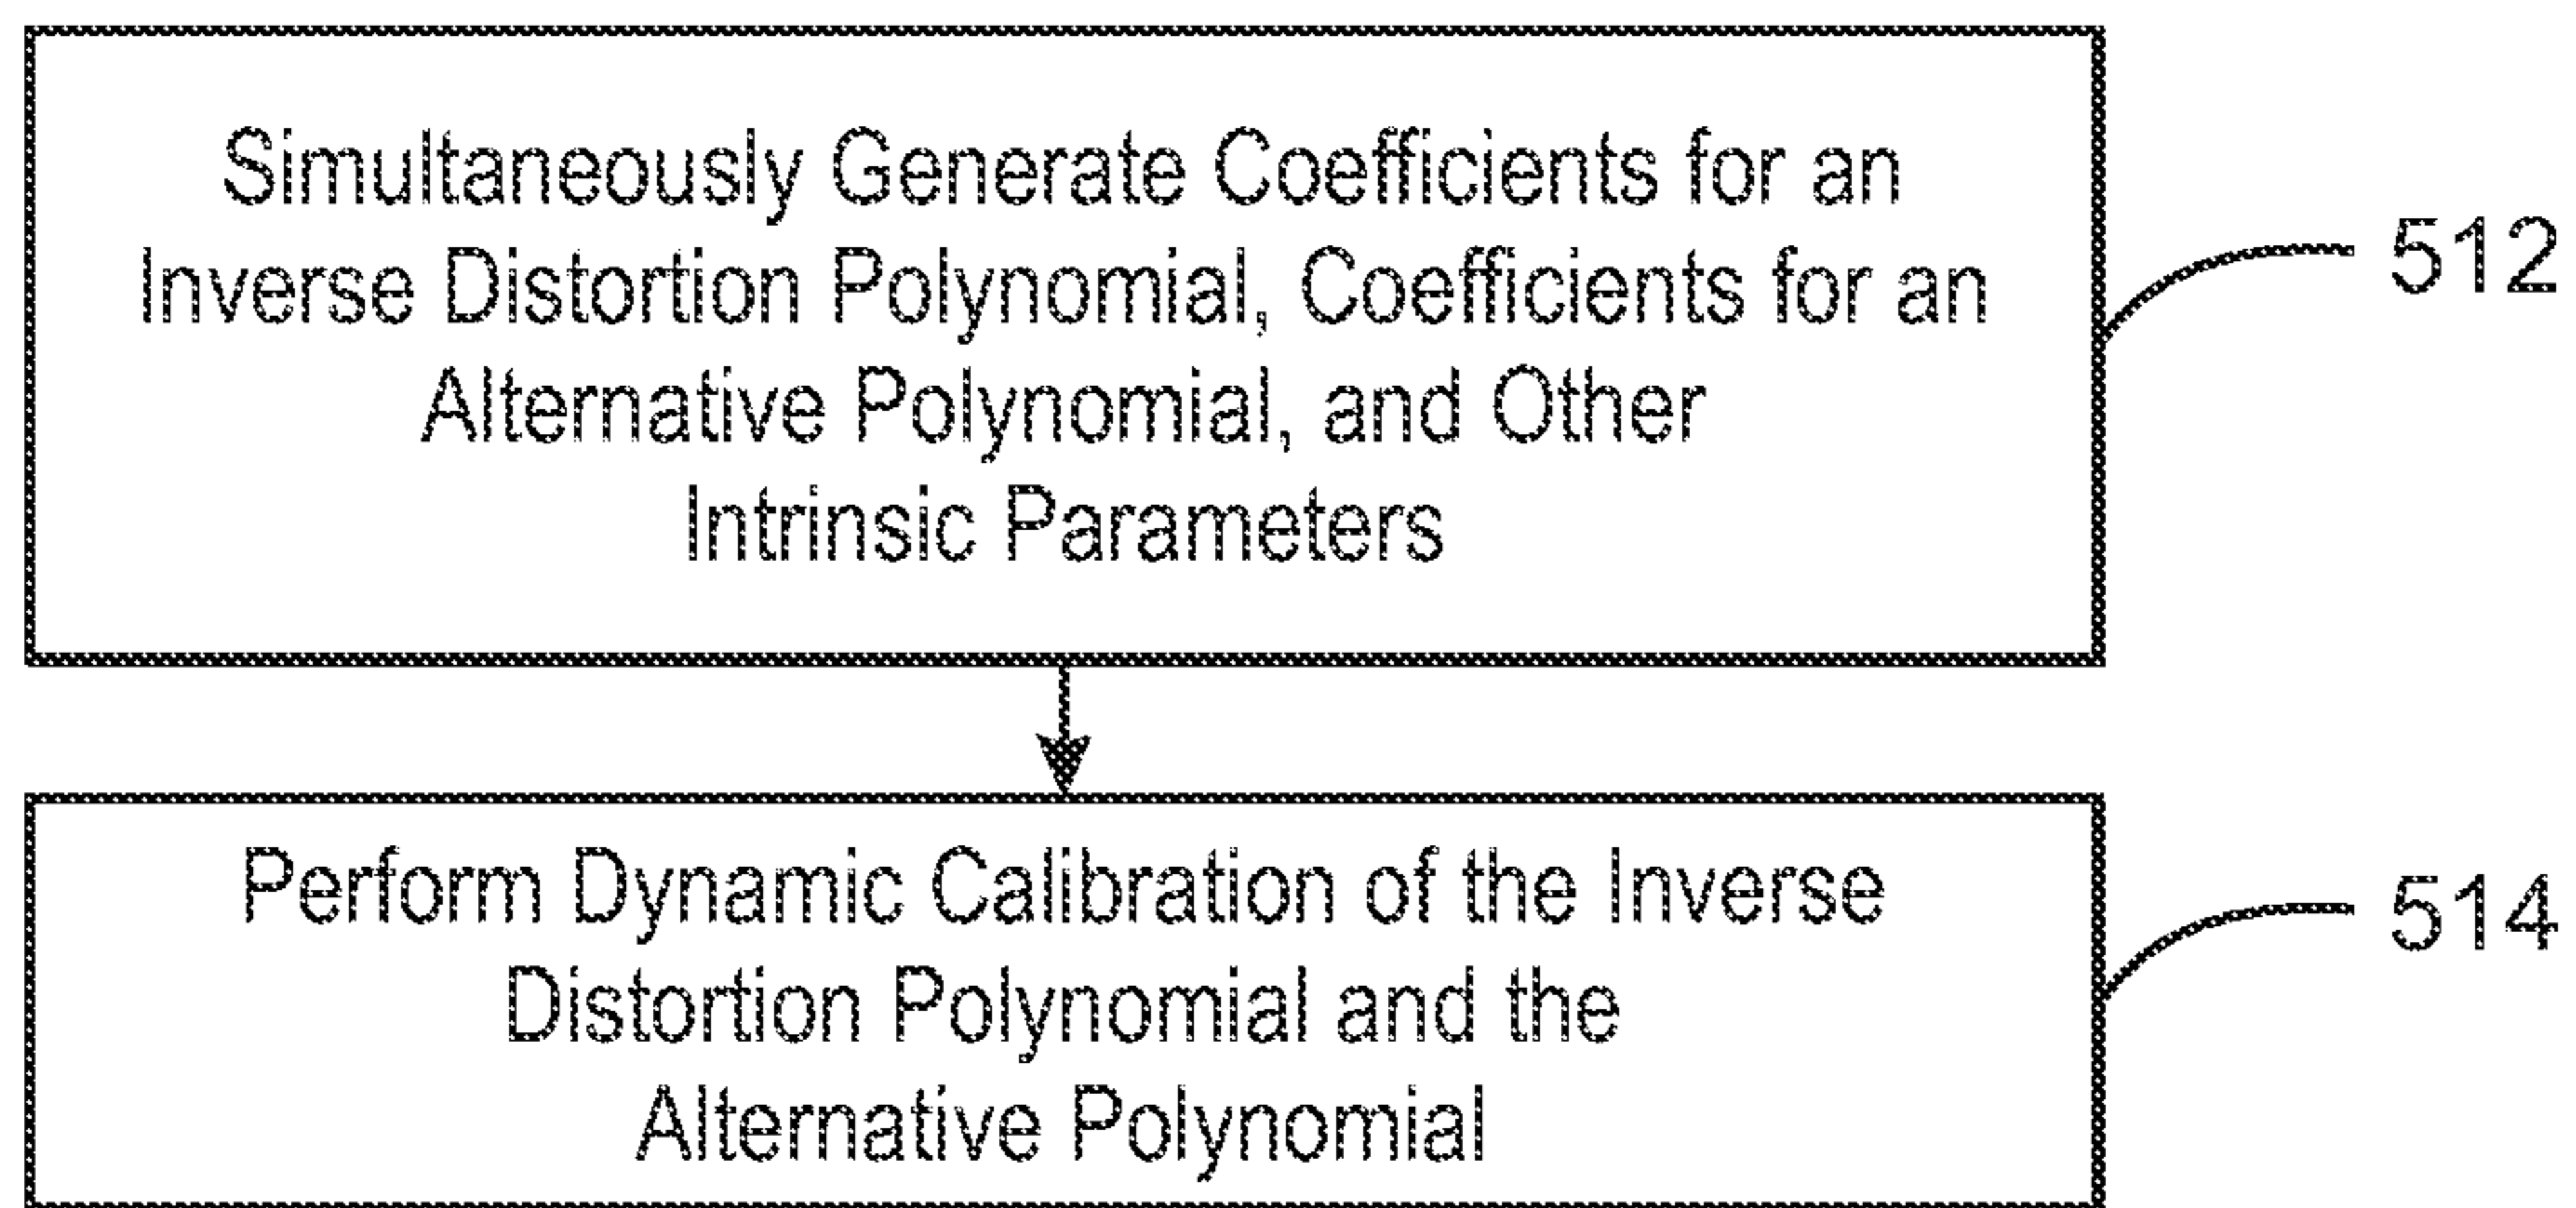 Simultaneously Generate Coefficients for an
Inverse Distortion Polynomial, Coefficients for an
Alternative Polynomial, and Other
Intrinsic Parameters
512
Perform Dynamic Calibration of the Inverse
Distortion Polynomial and the
Alternative Polynomial
514